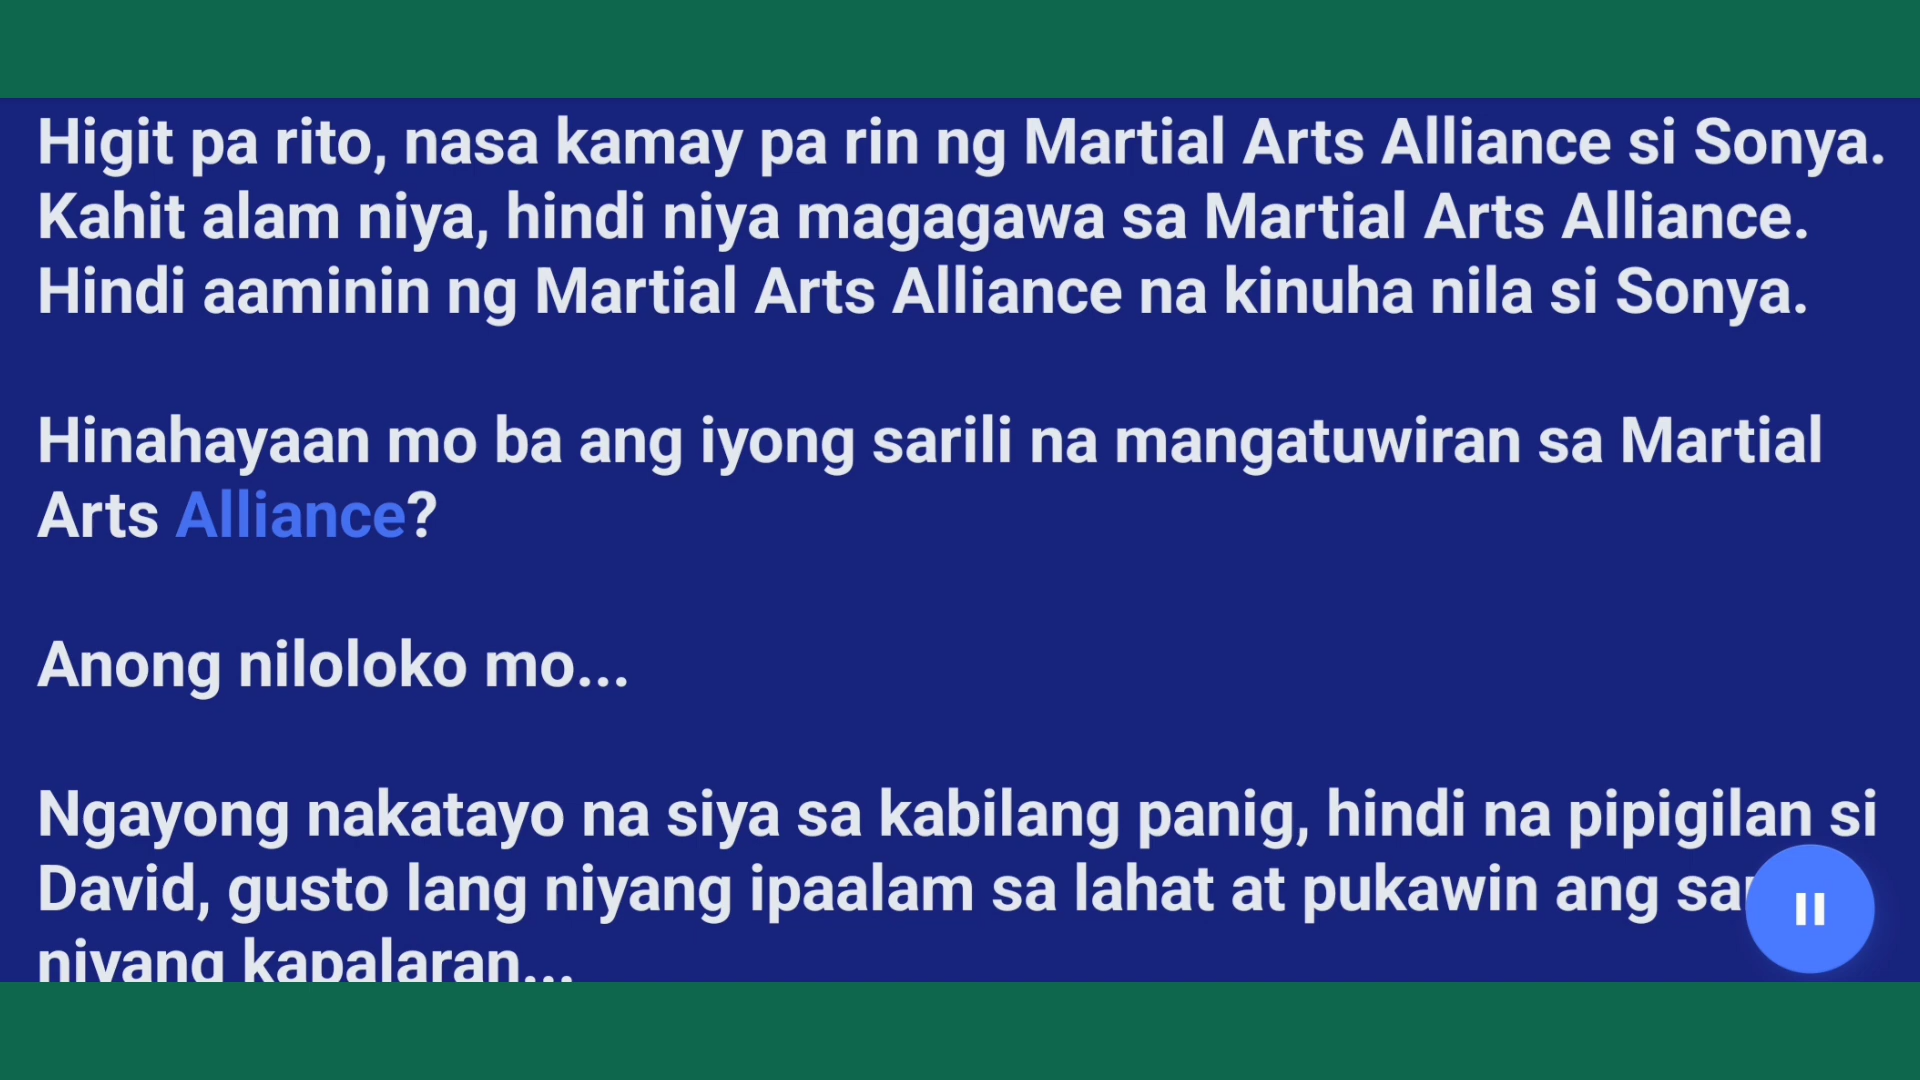 Higit pa rito, nasa kamay pa rin ng Martial Arts Alliance si Sonya.
Kahit alam niya, hindi niya magagawa sa Martial Arts Alliance.
Hindi aaminin ng Martial Arts Alliance na kinuha nila si Sonya.
Hinahayaan mo ba ang iyong sarili na mangatuwiran sa Martial
Arts Alliance?
Anong niloloko mo...
Ngayong nakatayo na siya sa kabilang panig, hindi na pipigilan si
David, gusto lang niyang ipaalam sa lahat at pukawin ang
niyang kapalaran...